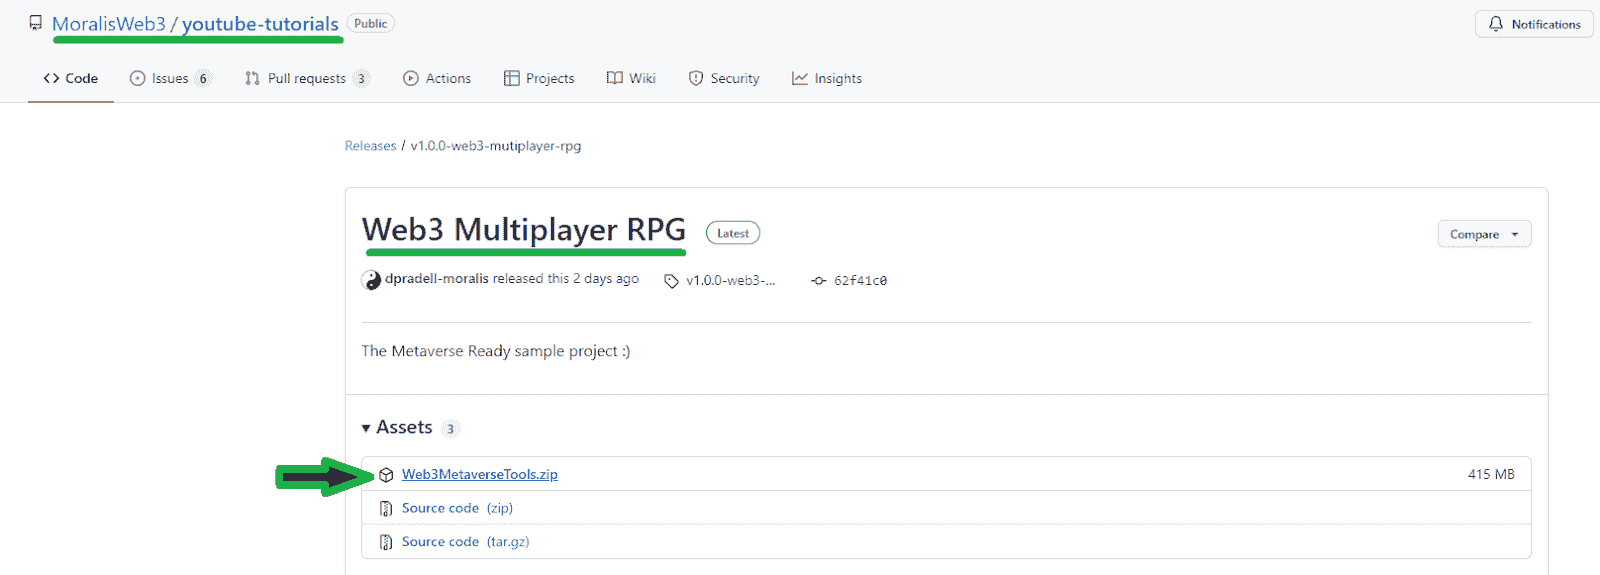 MoralisWeb3 / youtube-tutorials Public Notifications
Code Issues 6 Pull requests 3 Actions Projects Wiki Security Insights
Releases / v1.0.0-web3-mutiplayer-rpg
Web3 Multiplayer RPG Latest Compare
dpradell-moralis released this 2 days ago v1.0.0-web3-... 62f41c0
The Metaverse Ready sample project :)
Assets 3
Web3MetaverseTools.zip 415 MB
Source code (zip)
Source code (tar.gz)